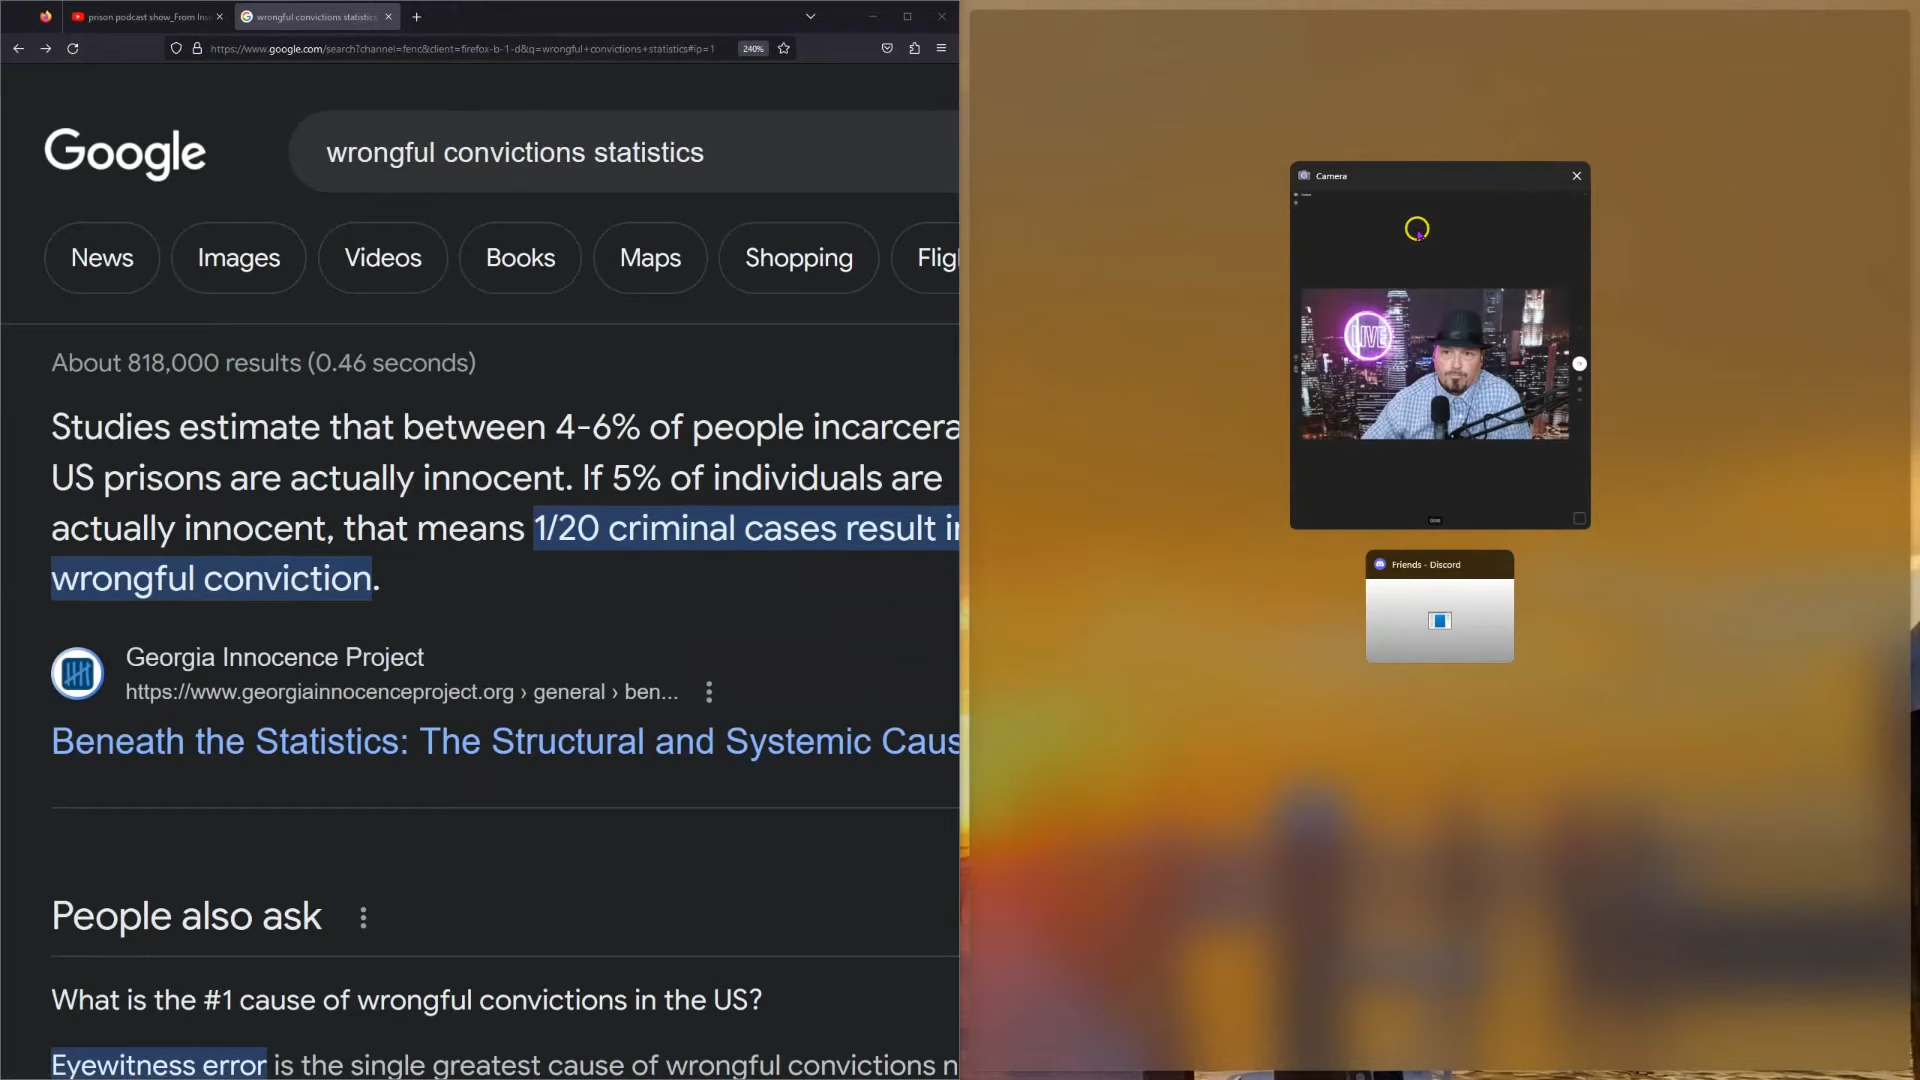 prison podcast show_From Ins
wrongful convictions statistics
https://www.google.com/search?channel=fenc&client=firefox-b-1-d&q=wrongful+convictions+statistics#ip=1
240%
Google
wrongful convictions statistics
News
Images
Videos
Books
Maps
Shopping
Fligh
About 818,000 results (0.46 seconds)
Studies estimate that between 4-6% of people incarcera
US prisons are actually innocent. If 5% of individuals are
actually innocent, that means 1/20 criminal cases result in
wrongful conviction.
Georgia Innocence Project
https://www.georgiainnocenceproject.org › general › ben...
Beneath the Statistics: The Structural and Systemic Caus
People also ask
What is the #1 cause of wrongful convictions in the US?
Eyewitness error is the single greatest cause of wrongful convictions n
Camera
LIVE
Friends - Discord